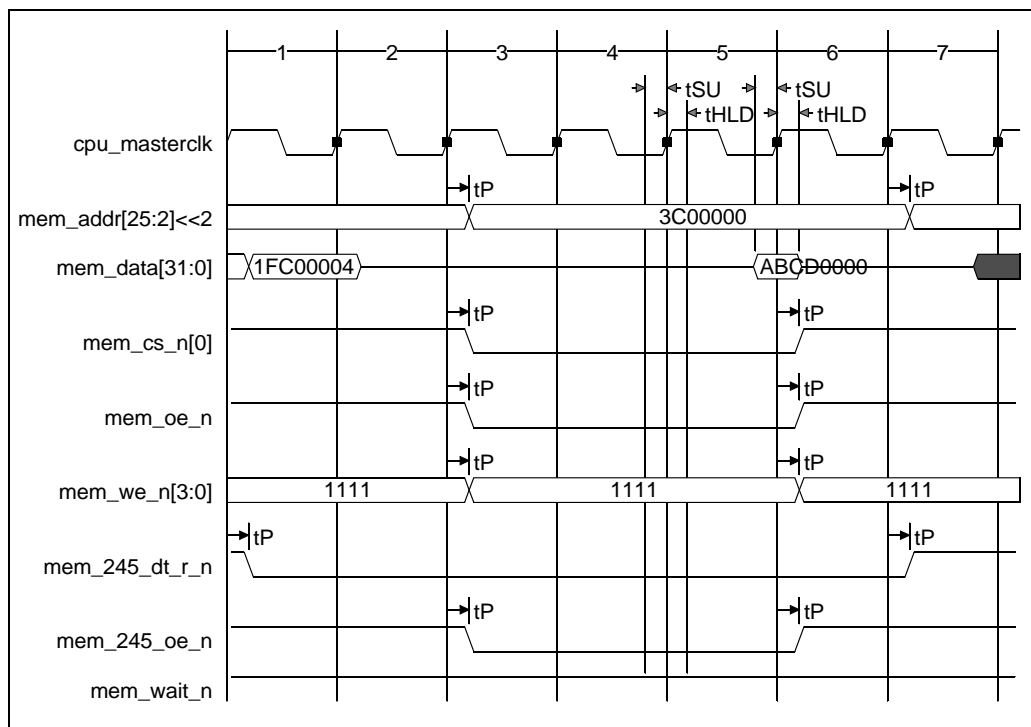 1 2 3 4 5 6 7
tSU tSU
tHLD tHLD
cpu_masterclk
tP tP
mem_addr[25:2]<<2 3C00000
mem_data[31:0] 1FC00004 ABCD0000
tP tP
mem_cs_n[0]
tP tP
mem_oe_n
tP tP
mem_we_n[3:0] 1111 1111 1111
tP tP
mem_245_dt_r_n
tP tP
mem_245_oe_n
mem_wait_n